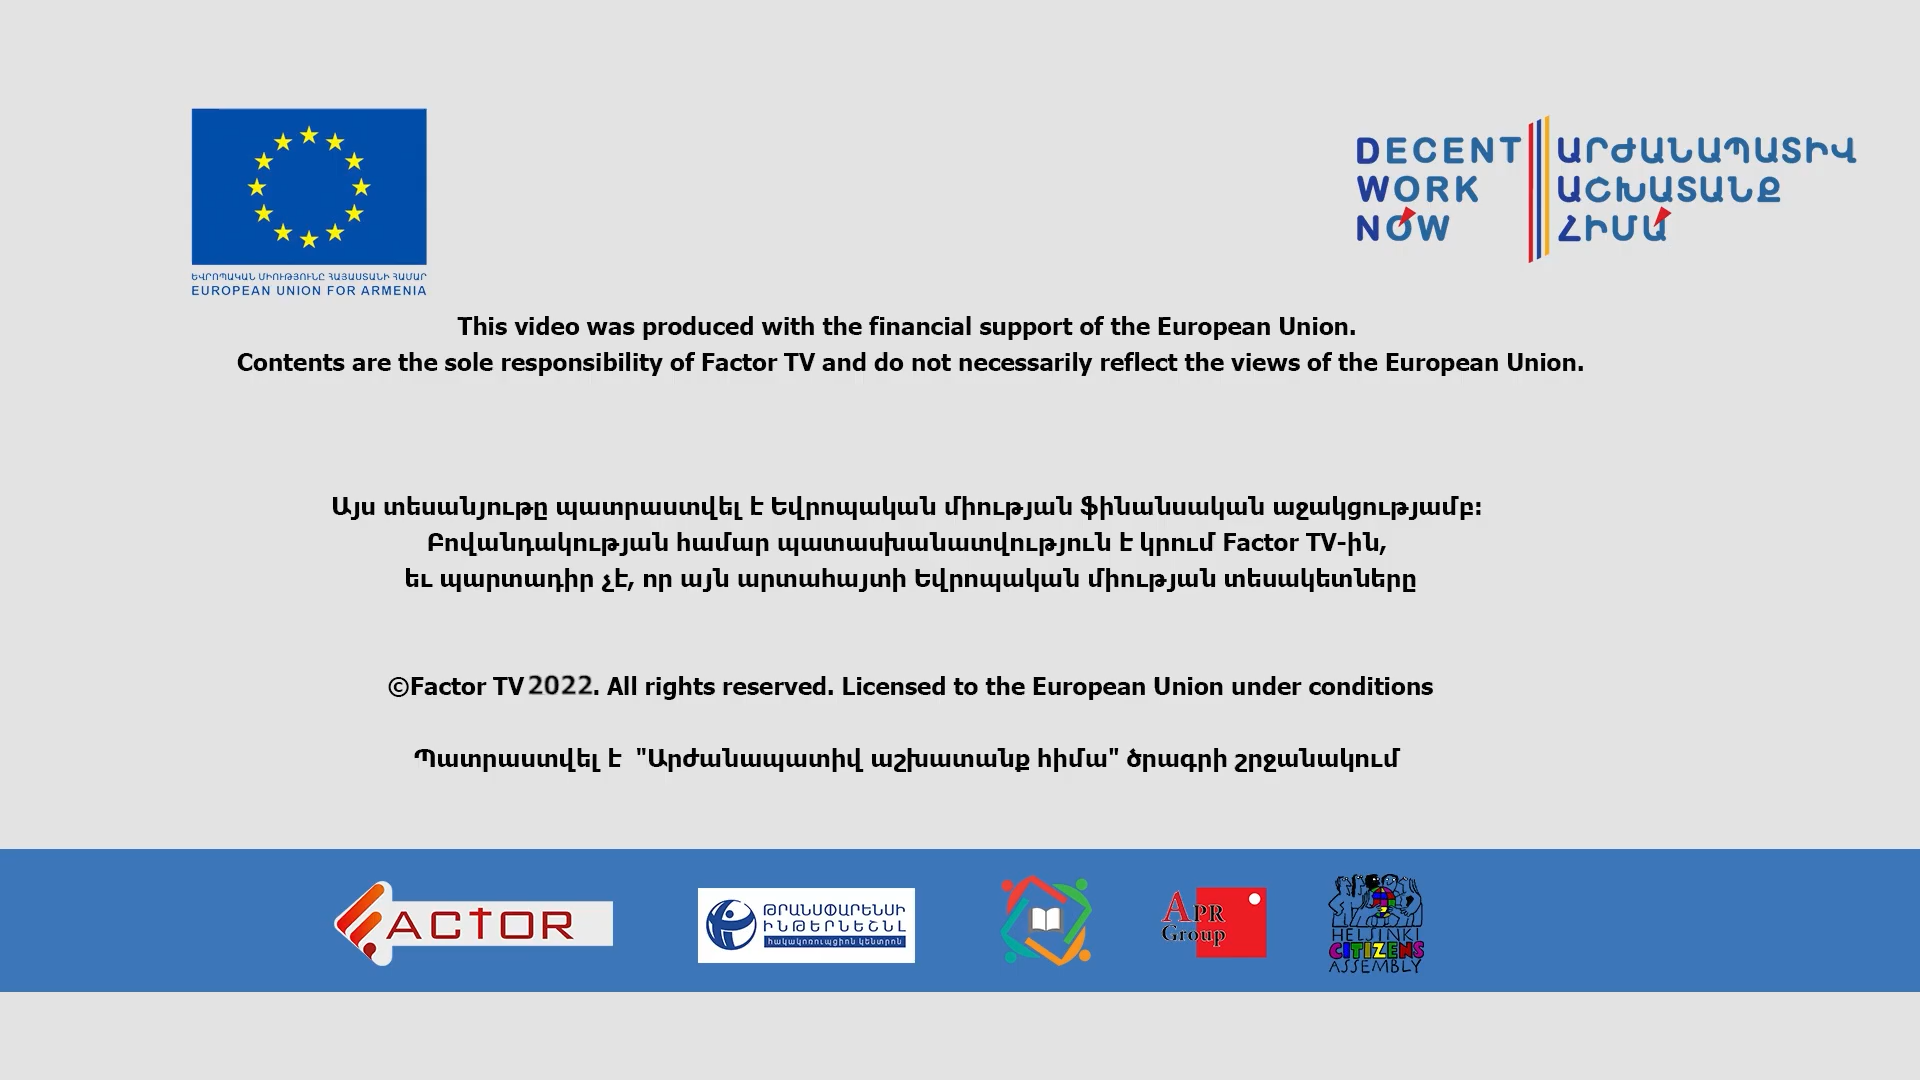 ԵՎՐՈՊԱԿԱՆ ՄԻՈՒԹՅՈՒՆԸ ՀԱՅԱՍՏԱՆԻ ՀԱՄԱՐ
EUROPEAN UNION FOR ARMENIA
DECENT
WORK
NOW
ԱՐԺԱՆԱՊԱՏԻՎ
ԱՇԽԱՏԱՆՔ
ՀԻՄԱ
This video was produced with the financial support of the European Union.
Contents are the sole responsibility of Factor TV and do not necessarily reflect the views of the European Union.
Այս տեսանյութը պատրաստվել է Եվրոպական միության ֆինանսական աջակցությամբ:
Բովանդակության համար պատասխանատվություն է կրում Factor TV-ին,
եւ պարտադիր չէ, որ այն արտահայտի Եվրոպական միության տեսակետները
©Factor TV 2022. All rights reserved. Licensed to the European Union under conditions
Պատրաստվել է "Արժանապատիվ աշխատանք հիմա" ծրագրի շրջանակում
FACTOR
ԹՐԱՆՍՓԱՐԵՆՍԻ
ԻՆԹԵՐՆԵՇՆԼ
հակակոռուպցիոն կենտրոն
APR
Group
HELSINKI
CITIZENS
ASSEMBLY